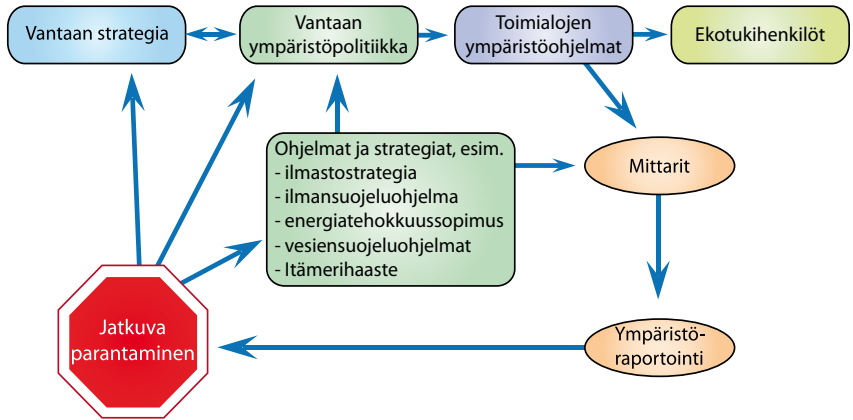 Vantaan strategia
Vantaan
ympäristöpolitiikka
Toimialojen
ympäristöohjelmat
Ekotukihenkilöt
Ohjelmat ja strategiat, esim.
- ilmastostrategia
- ilmansuojeluohjelma
- energiatehokkuussopimus
- vesiensuojeluohjelmat
- Itämerihaaste
Mittarit
Jatkuva
parantaminen
Ympäristö-
raportointi